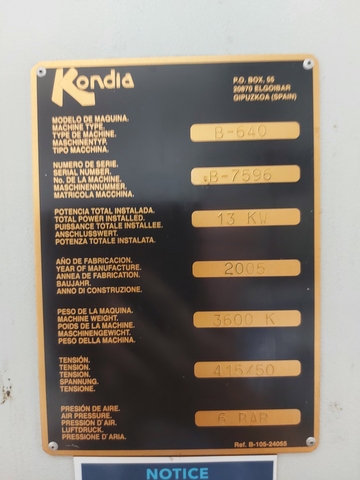 Kondia
P.O. BOX, 56
20870 ELGOIBAR
GIPUZKOA (SPAIN)
MODELO DE MAQUINA.
MACHINE TYPE.
TYPE DE MACHINE.
MASCHINENTYP.
TIPO MACCHINA.
B-640
NUMERO DE SERIE.
SERIAL NUMBER.
No. DE LA MACHINE.
MASCHINENNUMMER.
MATRICOLA MACCHINA.
B-7596
POTENCIA TOTAL INSTALADA.
TOTAL POWER INSTALLED.
PUISSANCE TOTALE INSTALLEE.
ANSCHLUSSWERT.
POTENZA TOTALE INSTALATA.
13 KW
AÑO DE FABRICACION.
YEAR OF MANUFACTURE.
ANNEA DE FABRICATION.
BAUJAHR.
ANNO DI CONSTRUZIONE.
2005
PESO DE LA MAQUINA.
MACHINE WEIGHT.
POIDS DE LA MACHINE.
MASCHINENGEWICHT.
PESO DELLA MACHINA.
3600 K
TENSIÓN.
TENSION.
TENSION.
SPANNUNG.
TENSIONE.
415/50
PRESIÓN DE AIRE.
AIR PRESSURE.
PRESSION D'AIR.
LUFTDRUCK.
PRESSIONE D'ARIA.
6 BAR
Ref. B-105-34055
NOTICE